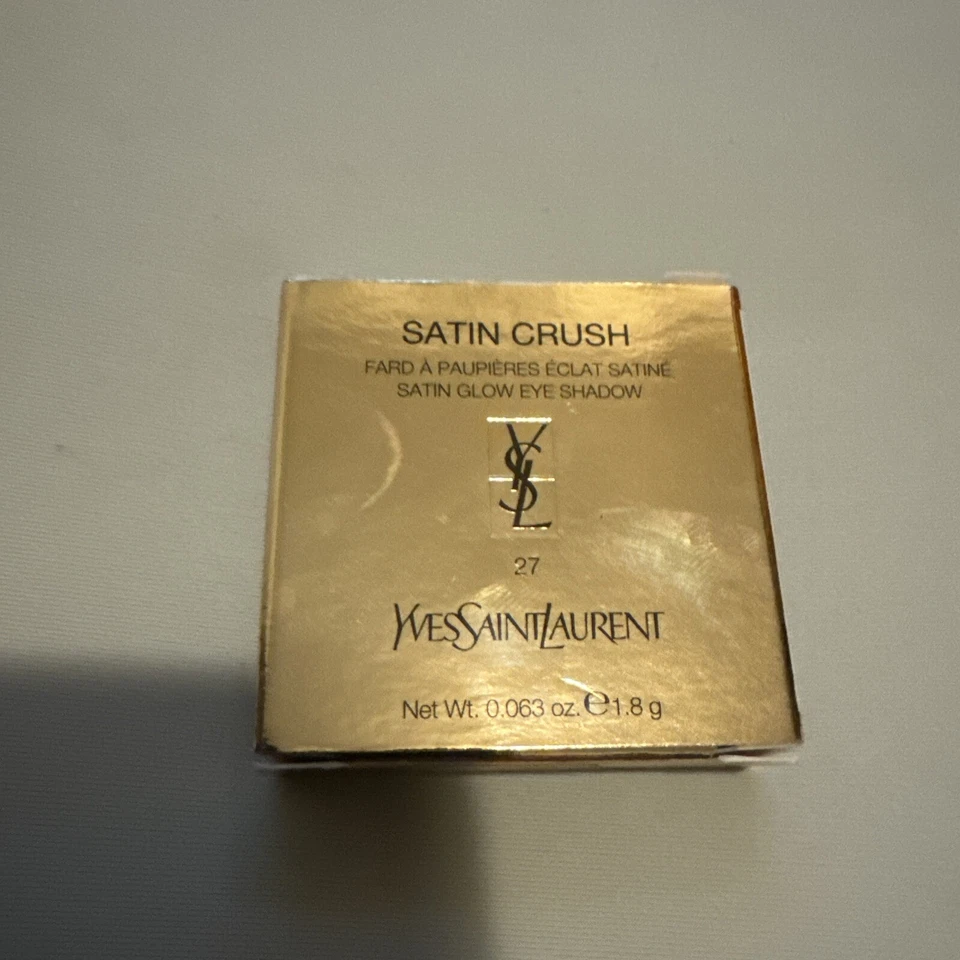 SATIN CRUSH
FARD À PAUPIÈRES ÉCLAT SATINÉ
SATIN GLOW EYE SHADOW
YSL
27
YVESSAINTLAURENT
Net Wt. 0.063 oz. ℮ 1.8 g